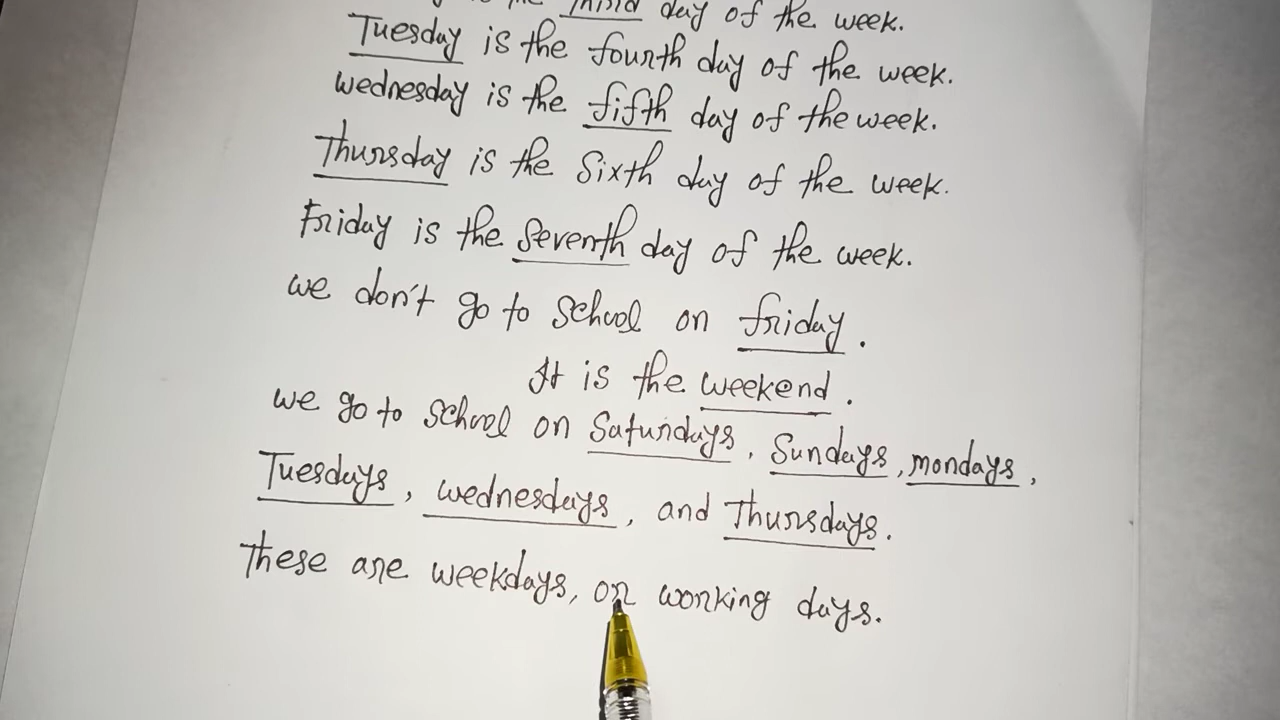 the third day of the week.
Tuesday is the fourth day of the week.
wednesday is the fifth day of the week.
Thursday is the Sixth day of the week.
Friday is the Seventh day of the week.
we don't go to School on friday.
It is the weekend.
we go to School on Saturdays, Sundays, mondays,
Tuesdays, wednesdays, and Thursdays.
These are weekdays, or working days.